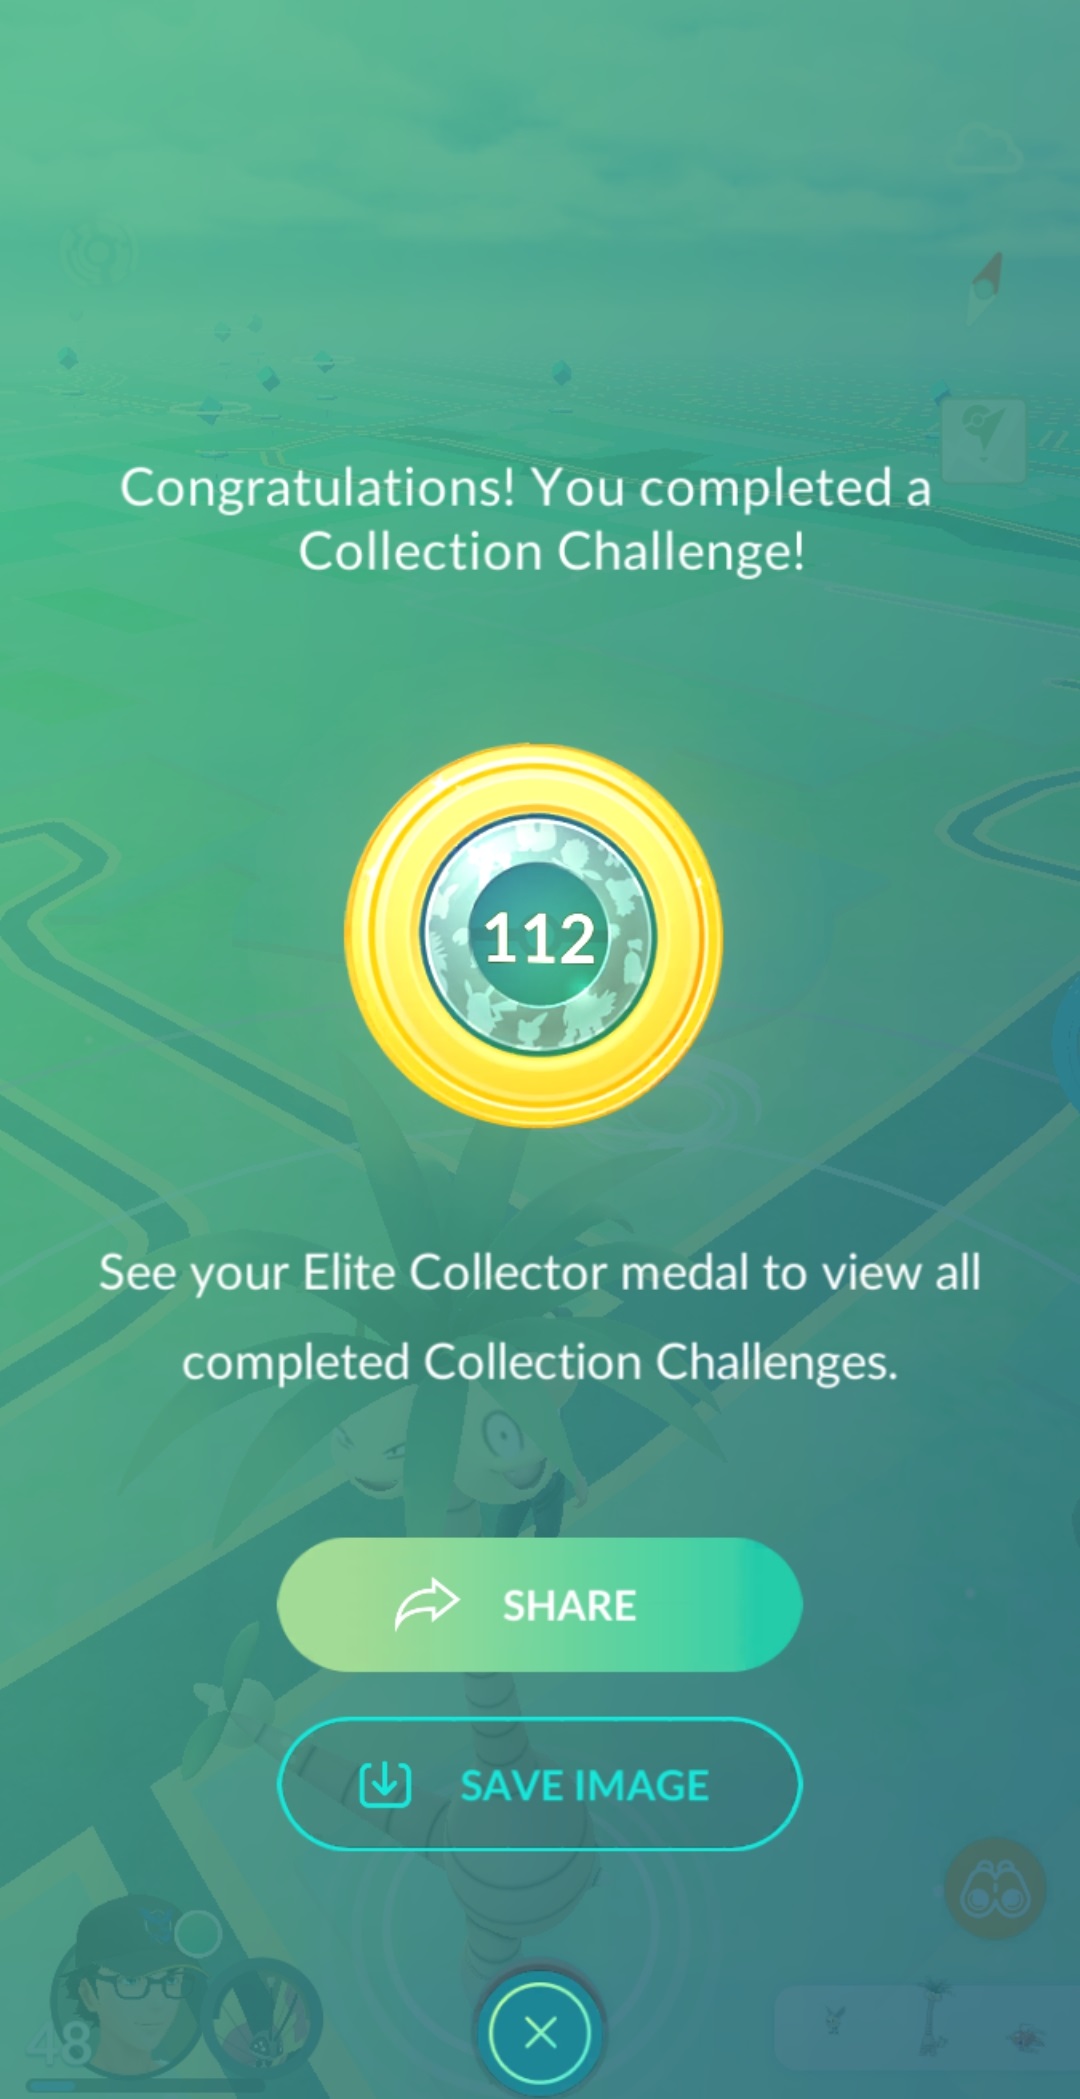 Congratulations! You completed a
Collection Challenge!
112
See your Elite Collector medal to view all
completed Collection Challenges.
SHARE
SAVE IMAGE
48